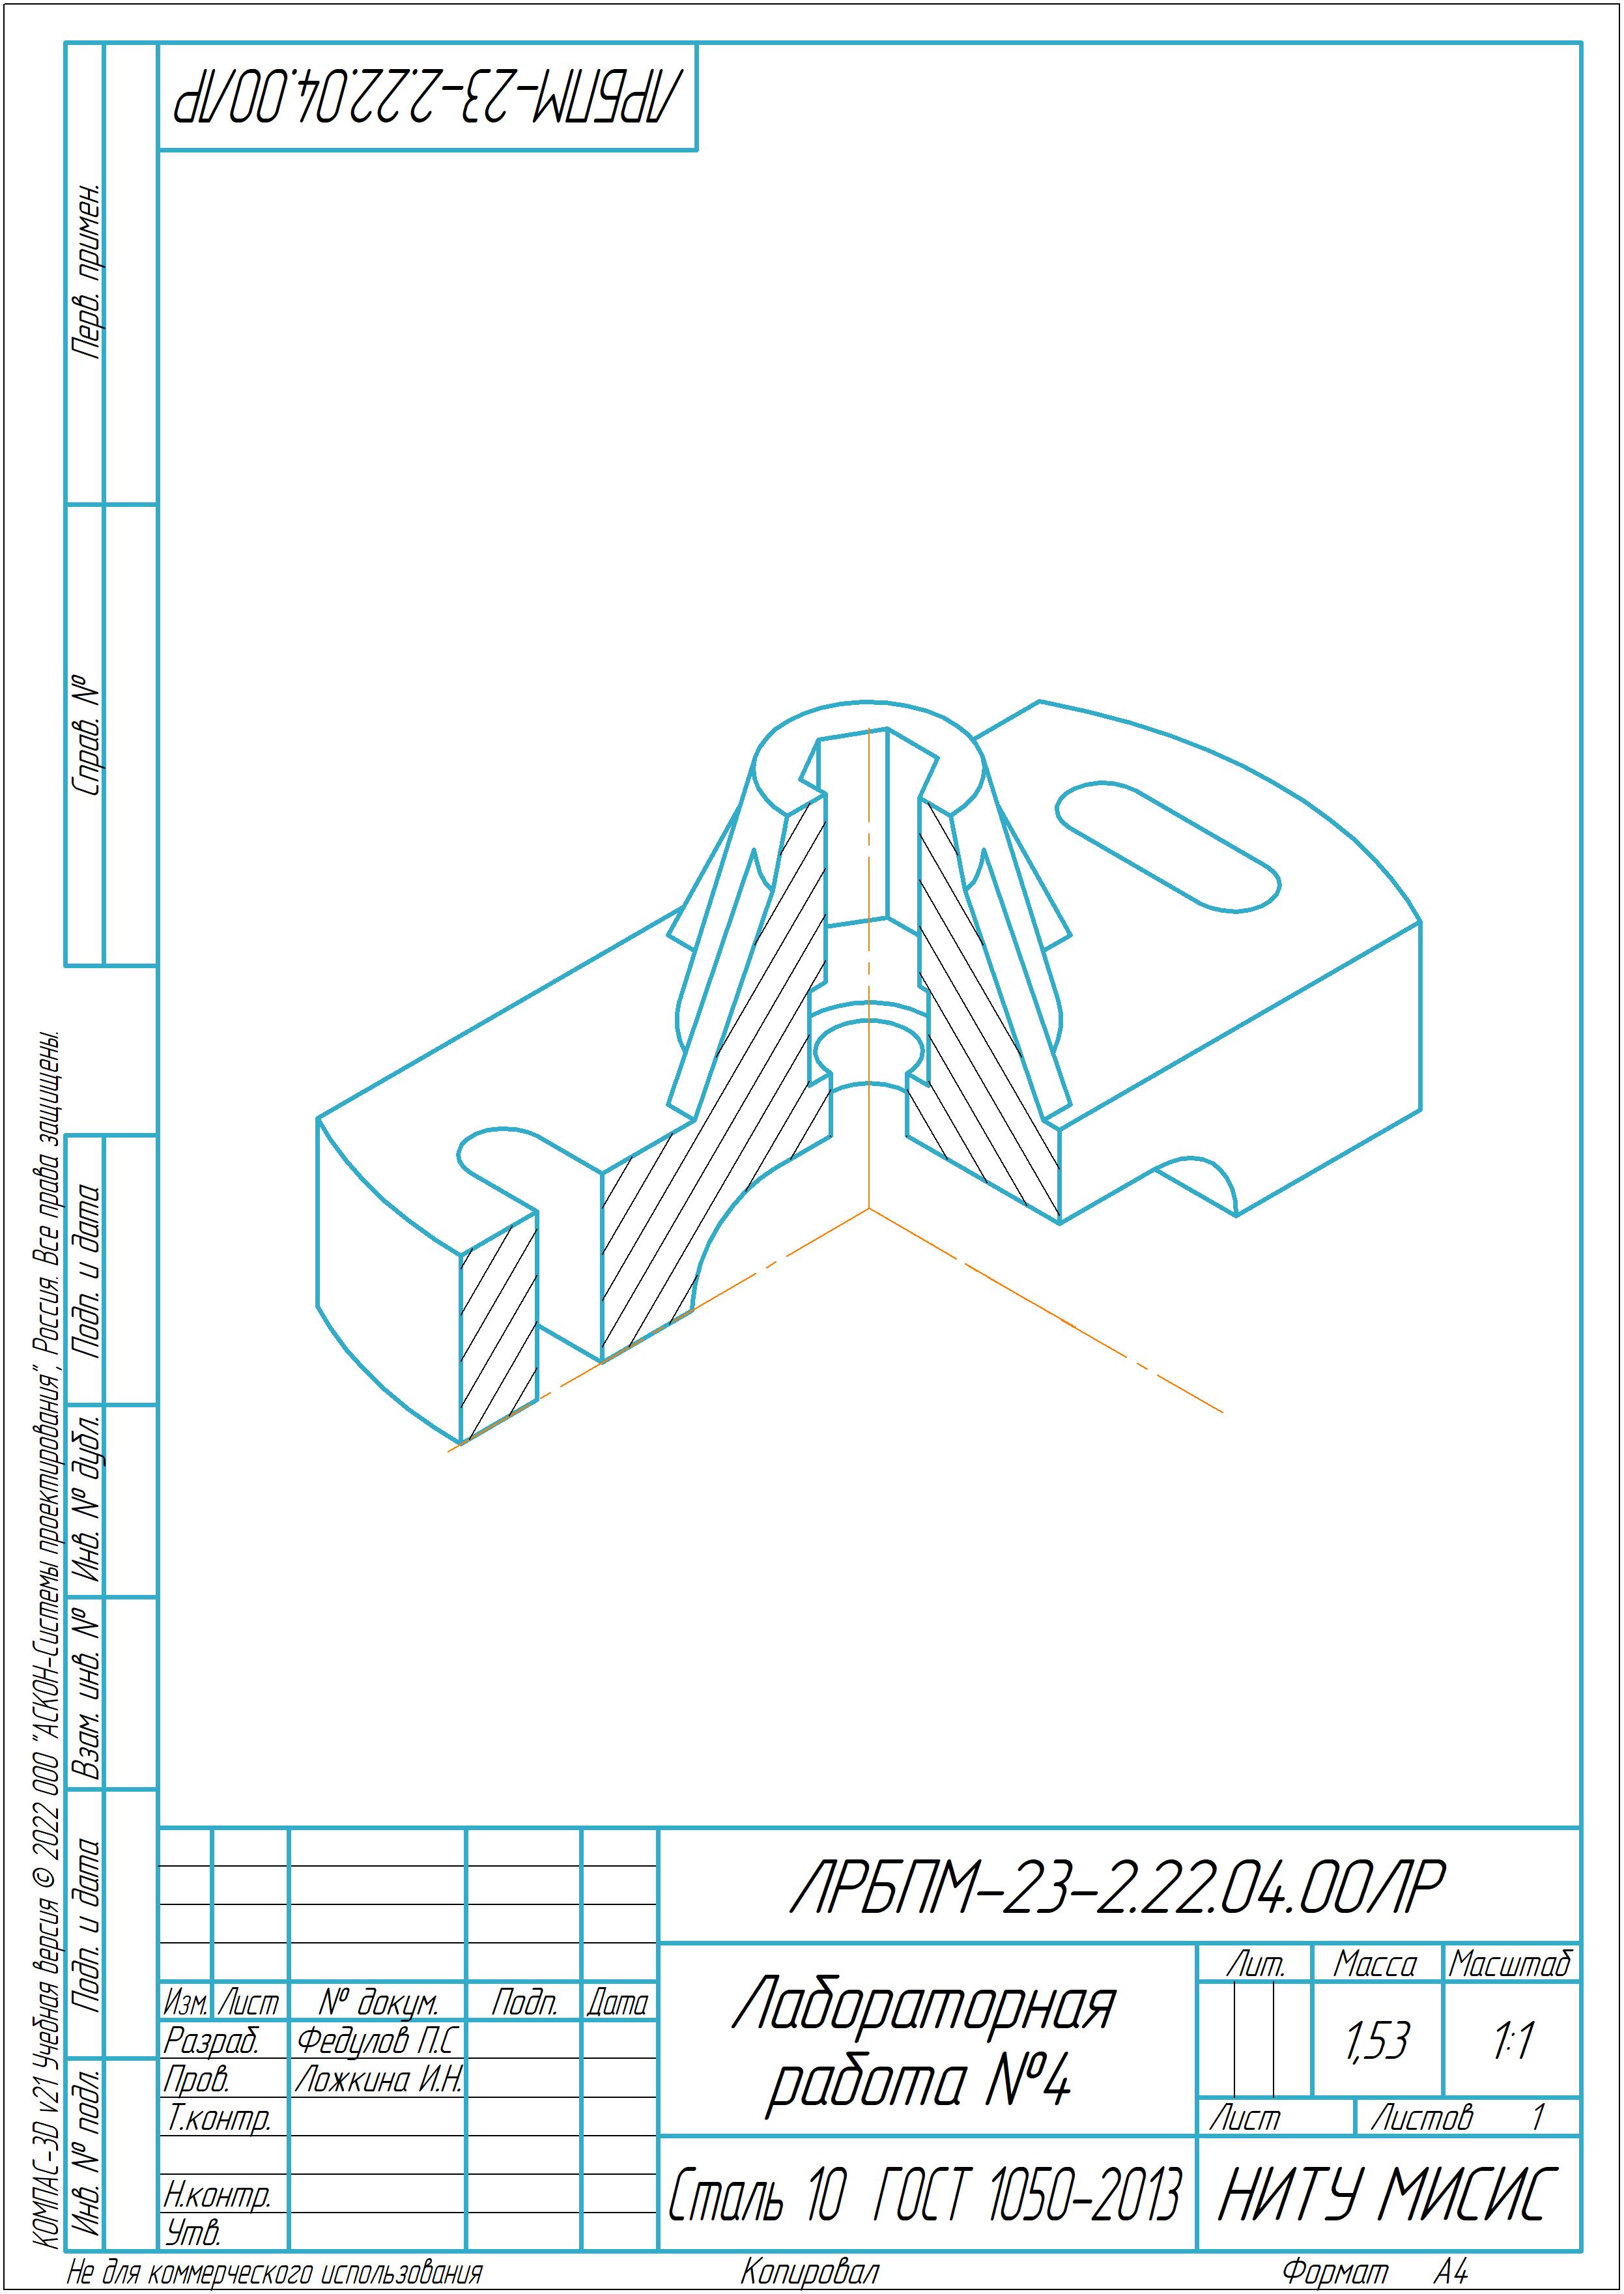 ЛРБПМ-23-2.22.04.00/ЛР
Перв. примен.
Справ. №
Подп. и дата
Инв. № дубл.
Взам. инв. №
Подп. и дата
Инв. № подл.
КОМПАС-3D v21 Учебная версия © 2022 ООО "АСКОН-Системы проектирования", Россия. Все права защищены.
ЛРБПМ-23-2.22.04.00/ЛР
Лит. Масса Масштаб
Изм. Лист № докум. Подп. Дата
Лабораторная
работа №4
Разраб. Федулов П.С
1,53 1:1
Пров. Ложкина И.Н.
Т.контр.
Лист Листов 1
Н.контр.
Утв.
Сталь 10 ГОСТ 1050-2013
НИТУ МИСИС
Не для коммерческого использования Копировал Формат А4